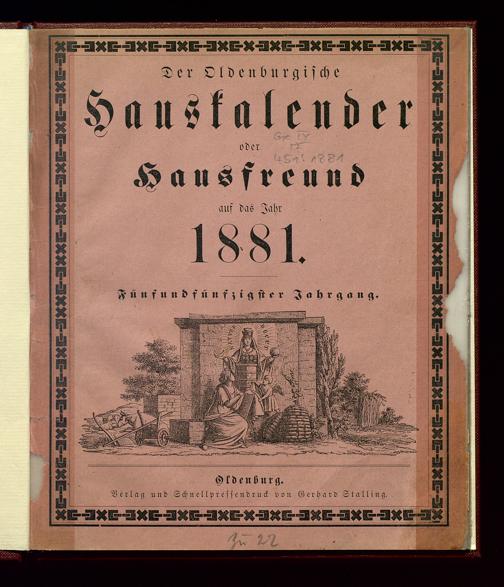 Der Oldenburgische
Hauskalender
oder
Hausfreund
auf das Jahr
1881.
Fünfundfünfzigster Jahrgang.
Oldenburg.
Verlag und Schnellpressendruck von Gerhard Stalling.